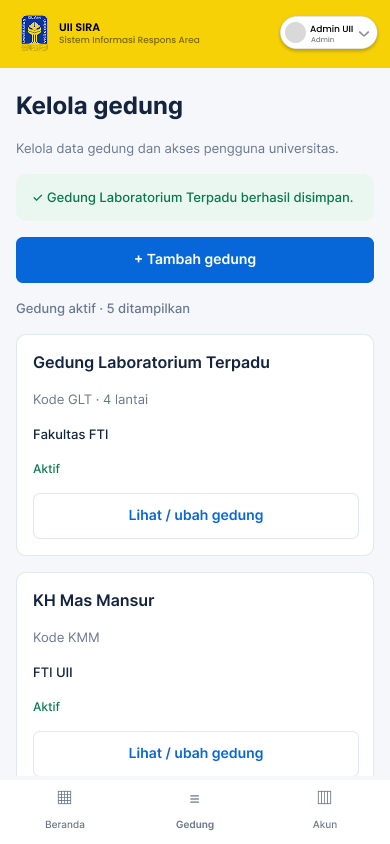 UII SIRA
Sistem Informasi Respons Area
Admin UII
Admin
Kelola gedung
Kelola data gedung dan akses pengguna universitas.
✓ Gedung Laboratorium Terpadu berhasil disimpan.
+ Tambah gedung
Gedung aktif · 5 ditampilkan
Gedung Laboratorium Terpadu
Kode GLT · 4 lantai
Fakultas FTI
Aktif
Lihat / ubah gedung
KH Mas Mansur
Kode KMM
FTI UII
Aktif
Lihat / ubah gedung
Beranda
Gedung
Akun